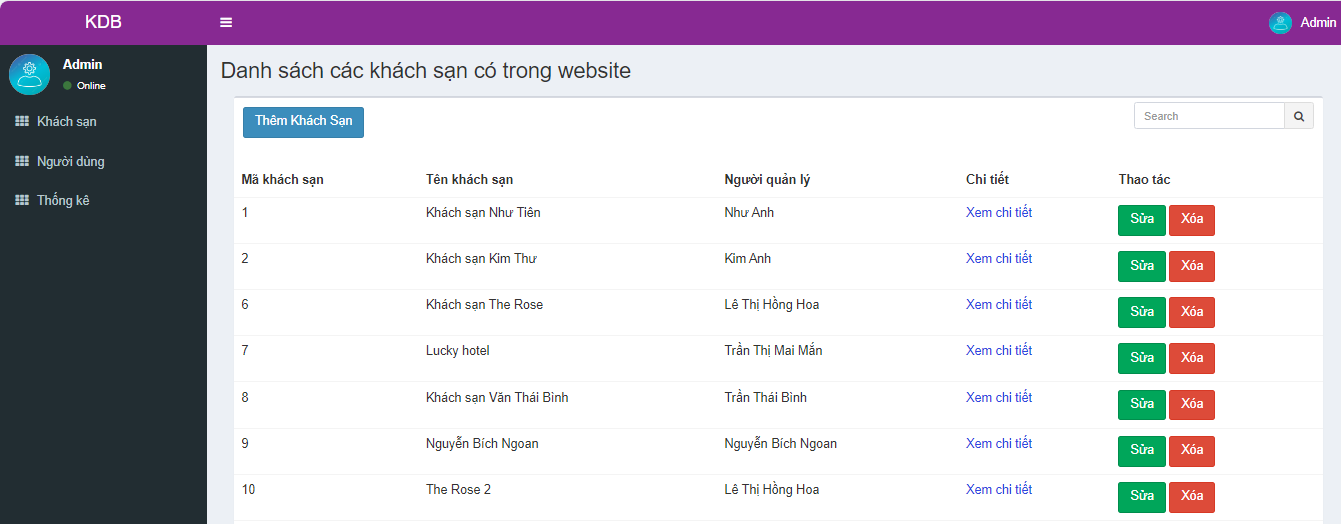 KDB
Admin
Admin
Online
Khách sạn
Người dùng
Thống kê
Danh sách các khách sạn có trong website
Thêm Khách Sạn
Search
Mã khách sạn Tên khách sạn Người quản lý Chi tiết Thao tác
1 Khách sạn Như Tiên Như Anh Xem chi tiết Sửa Xóa
2 Khách sạn Kim Thư Kim Anh Xem chi tiết Sửa Xóa
6 Khách sạn The Rose Lê Thị Hồng Hoa Xem chi tiết Sửa Xóa
7 Lucky hotel Trần Thị Mai Mắn Xem chi tiết Sửa Xóa
8 Khách sạn Văn Thái Bình Trần Thái Bình Xem chi tiết Sửa Xóa
9 Nguyễn Bích Ngoan Nguyễn Bích Ngoan Xem chi tiết Sửa Xóa
10 The Rose 2 Lê Thị Hồng Hoa Xem chi tiết Sửa Xóa